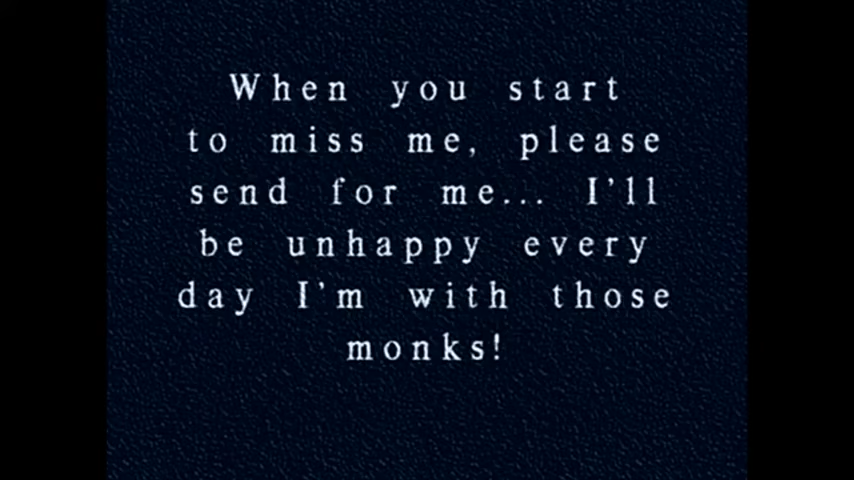 When you start
to miss me, please
send for me... I'll
be unhappy every
day I'm with those
monks!